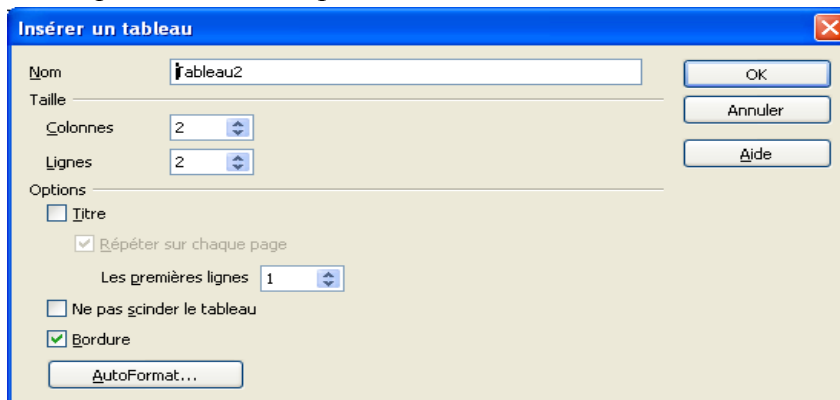 Insérer un tableau
Nom Tableau2
OK
Taille
Annuler
Colonnes 2
Lignes 2
Aide
Options
Titre
Répéter sur chaque page
Les premières lignes 1
Ne pas scinder le tableau
Bordure
AutoFormat...